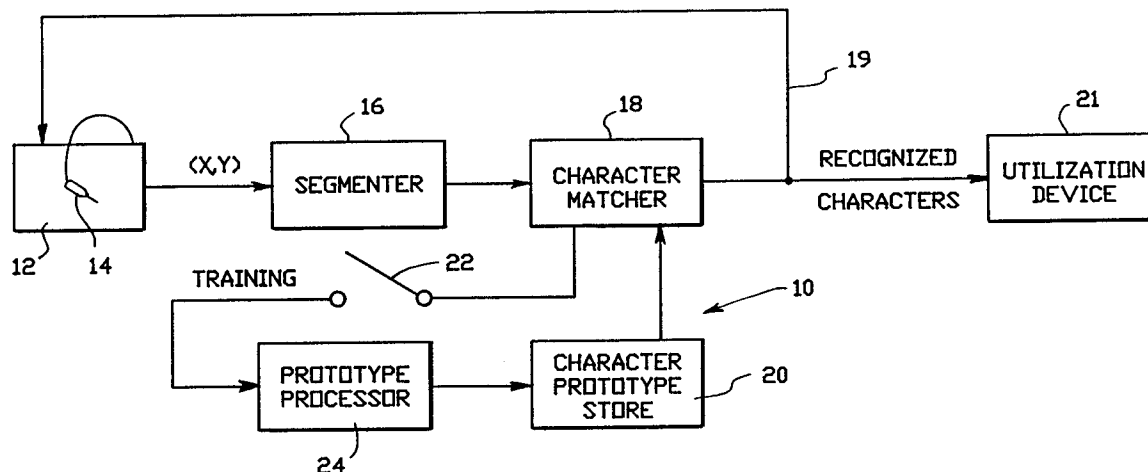 19
16
18
21
(X,Y)
SEGMENTER
CHARACTER
MATCHER
RECOGNIZED
CHARACTERS
UTILIZATION
DEVICE
12
14
TRAINING
22
10
PROTOTYPE
PROCESSOR
CHARACTER
PROTOTYPE
STORE
20
24